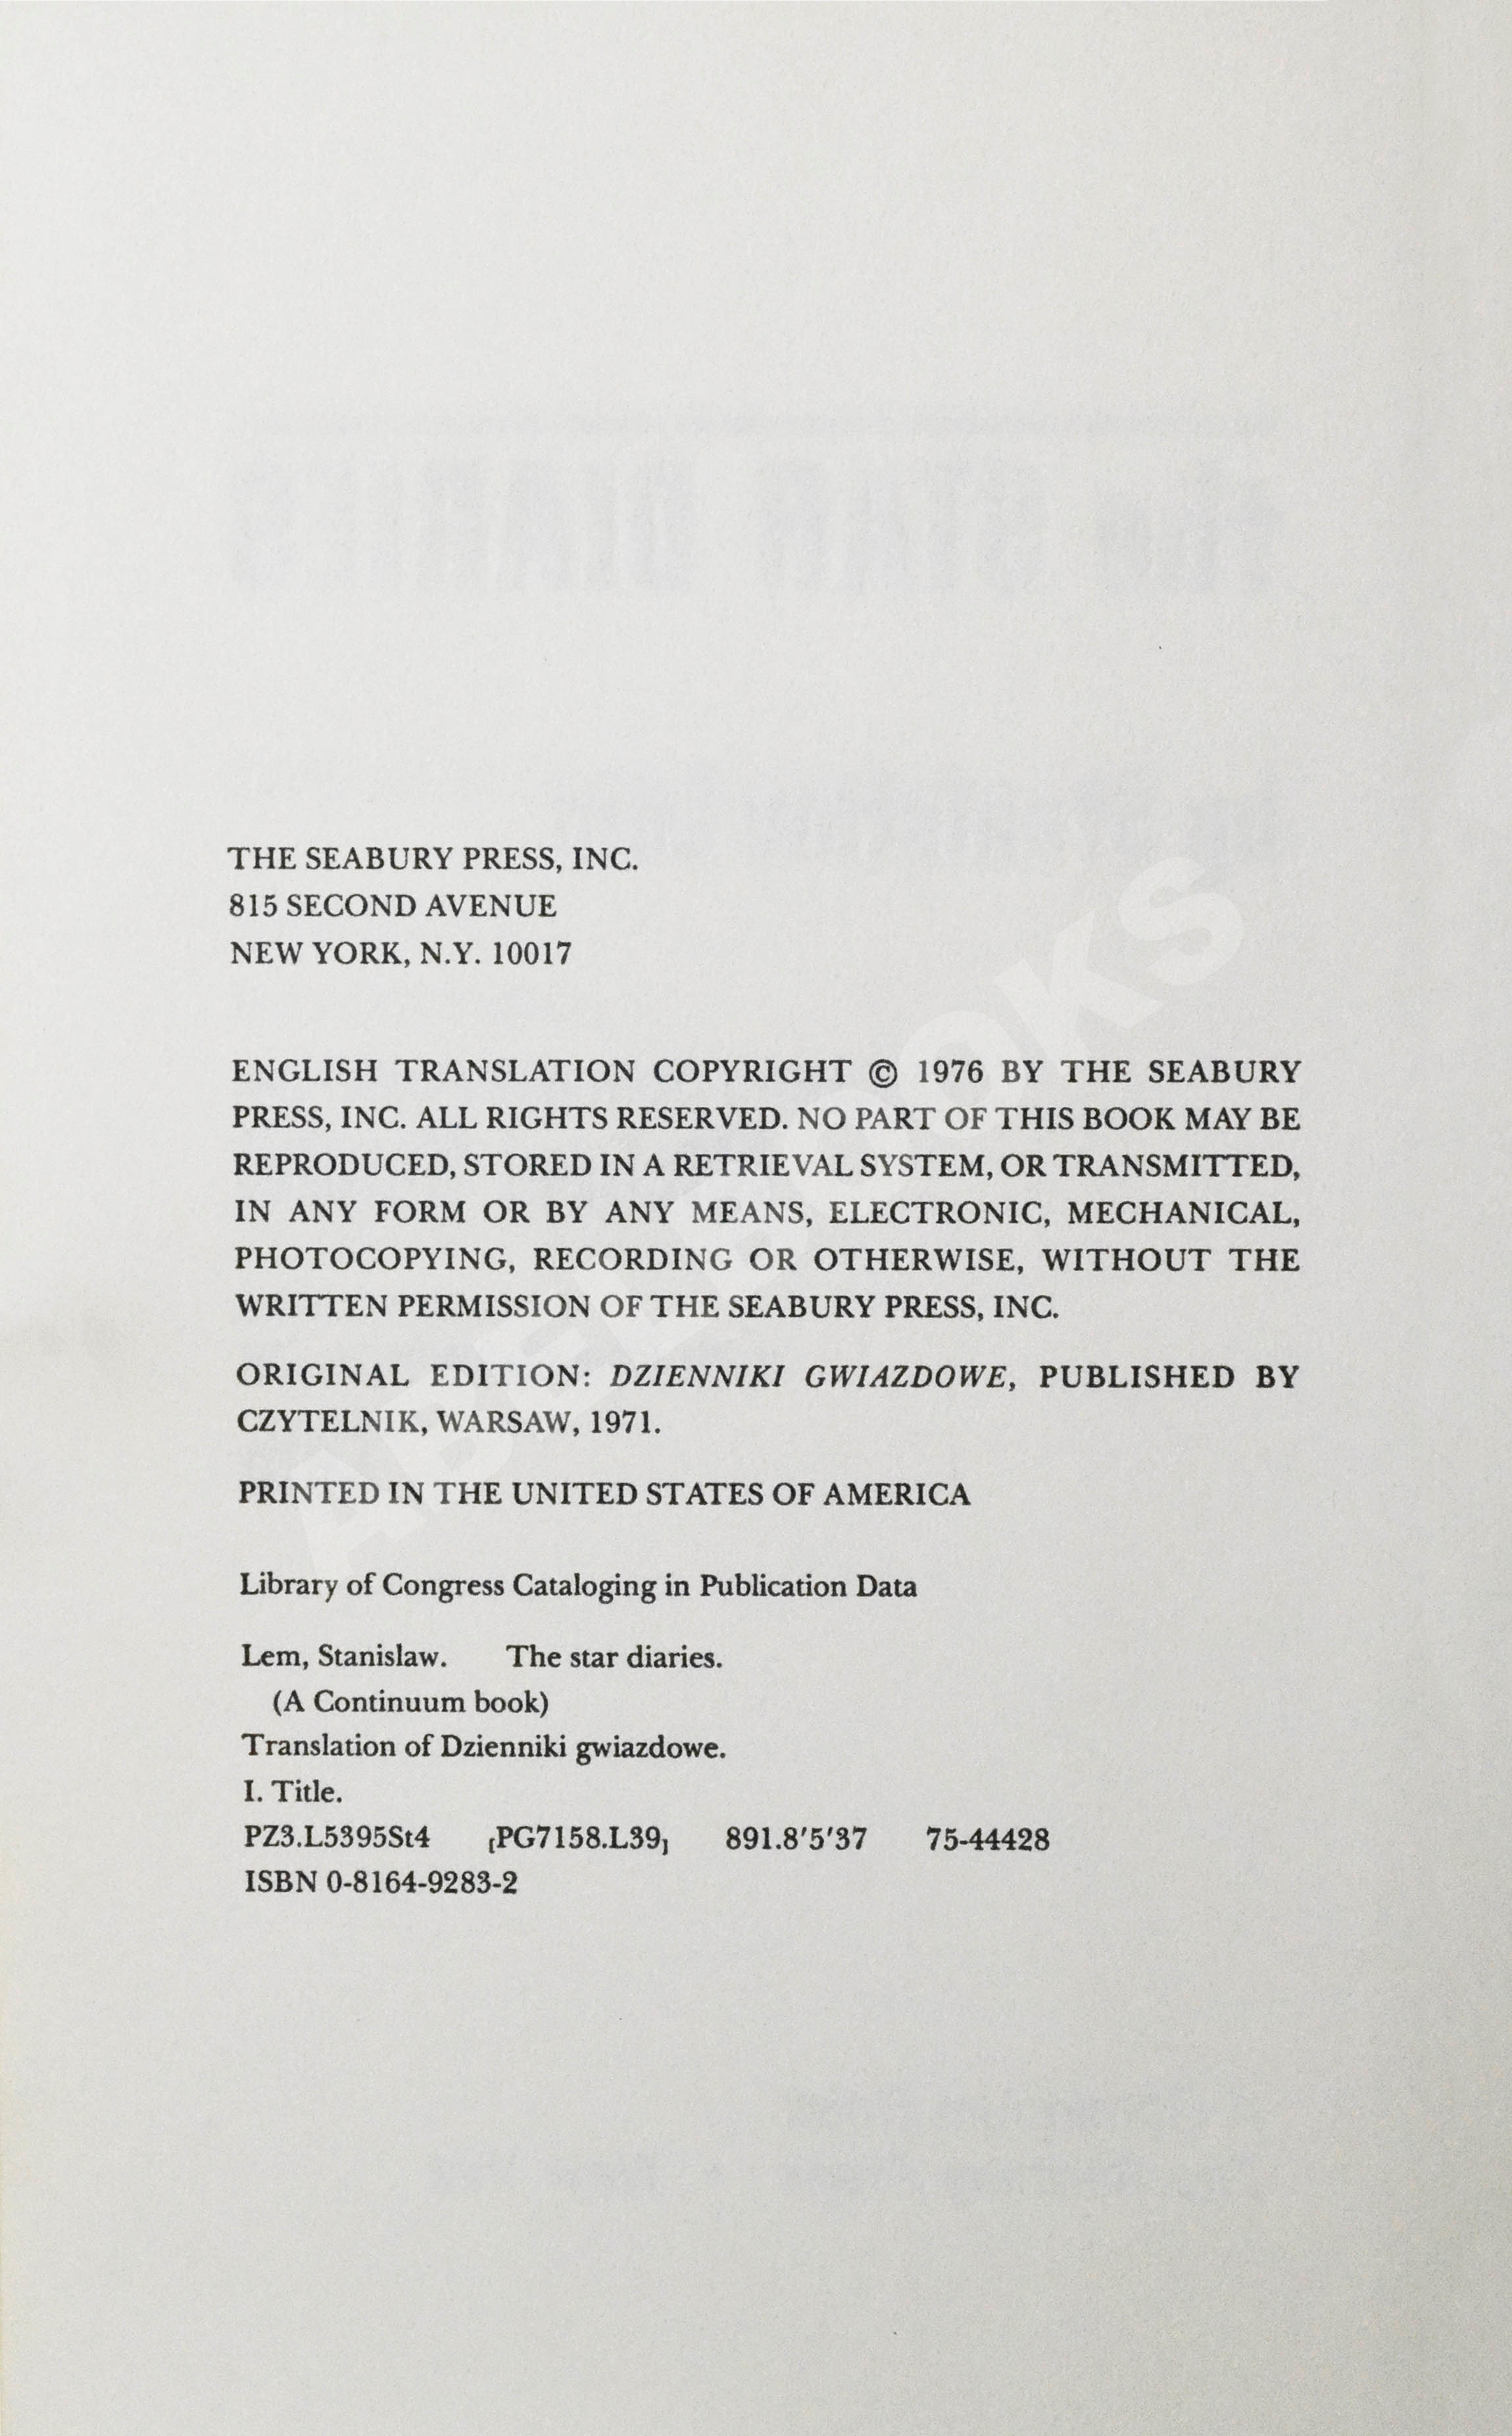 THE SEABURY PRESS, INC.
815 SECOND AVENUE
NEW YORK, N.Y. 10017
ENGLISH TRANSLATION COPYRIGHT © 1976 BY THE SEABURY
PRESS, INC. ALL RIGHTS RESERVED. NO PART OF THIS BOOK MAY BE
REPRODUCED, STORED IN A RETRIEVAL SYSTEM, OR TRANSMITTED,
IN ANY FORM OR BY ANY MEANS, ELECTRONIC, MECHANICAL,
PHOTOCOPYING, RECORDING OR OTHERWISE, WITHOUT THE
WRITTEN PERMISSION OF THE SEABURY PRESS, INC.
ORIGINAL EDITION: DZIENNIKI GWIAZDOWE, PUBLISHED BY
CZYTELNIK, WARSAW, 1971.
PRINTED IN THE UNITED STATES OF AMERICA
Library of Congress Cataloging in Publication Data
Lem, Stanislaw. The star diaries.
(A Continuum book)
Translation of Dzienniki gwiazdowe.
I. Title.
PZ3.L5395St4 [PG7158.L39] 891.8'5'37 75-44428
ISBN 0-8164-9283-2